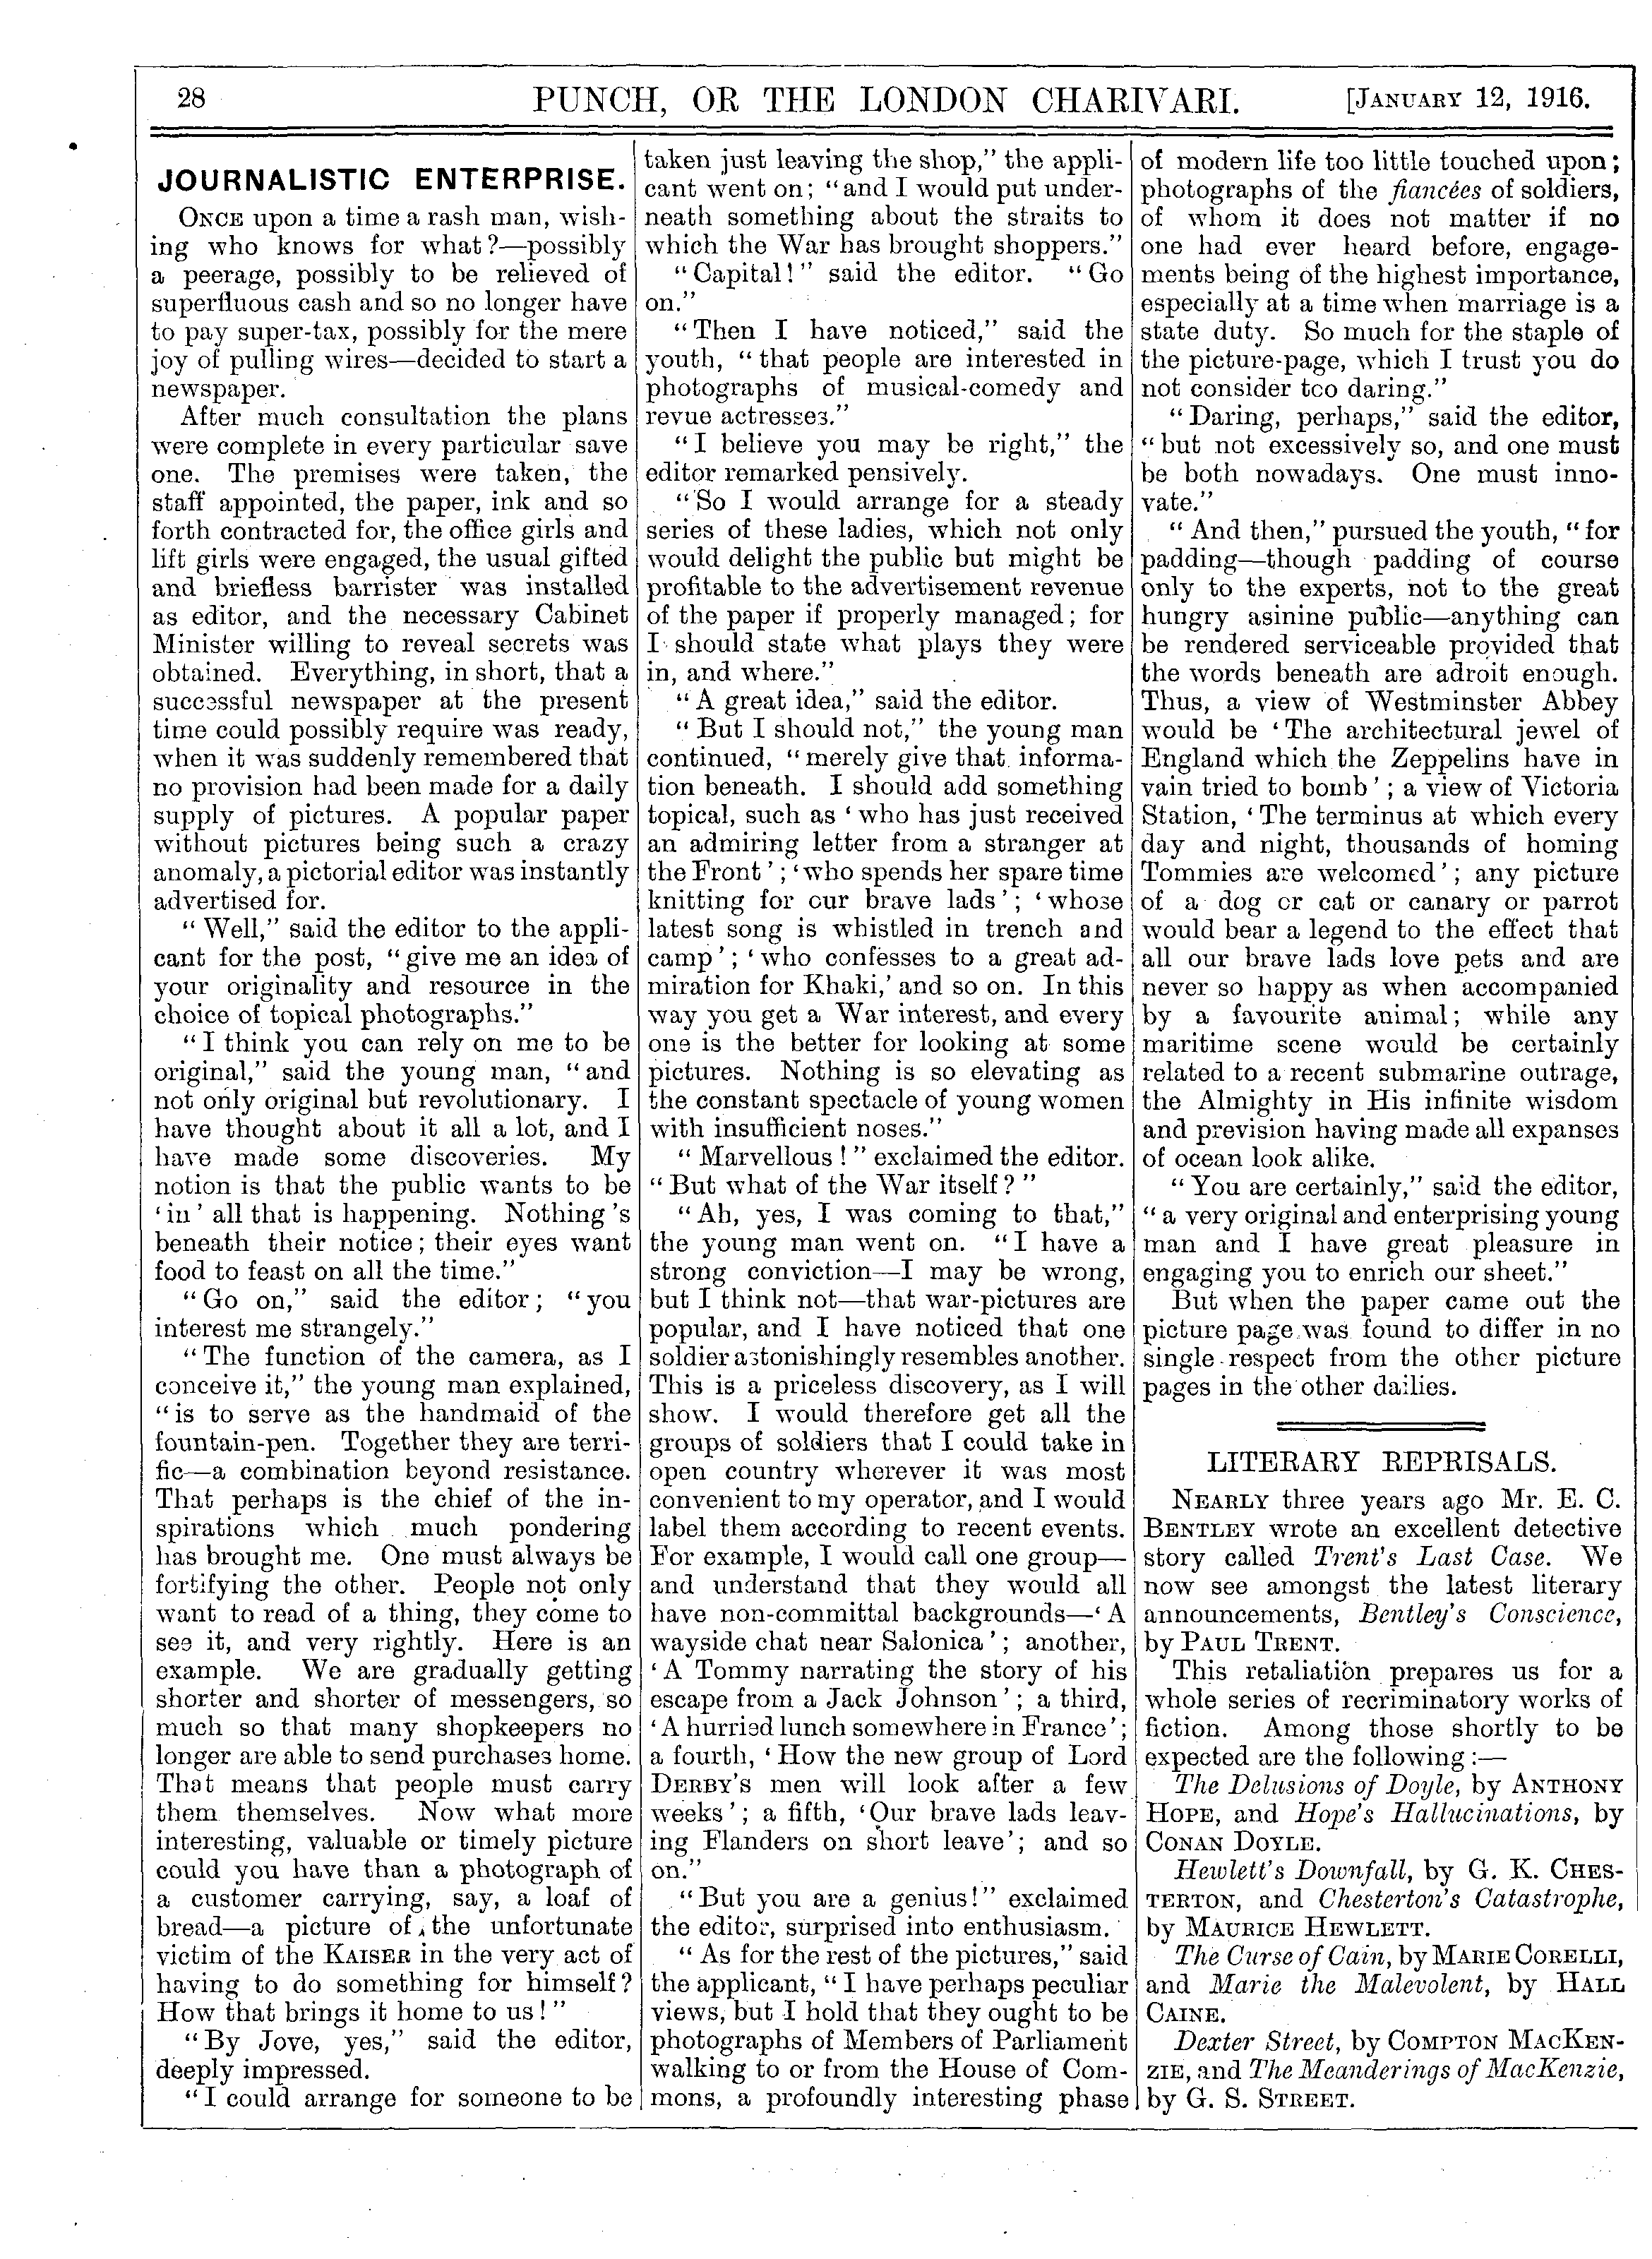 28
PUNCH, OR THE LONDON CHARIVARI.
[JANUARY 12, 1916.
JOURNALISTIC ENTERPRISE.
ONCE upon a time a rash man, wish-
ing who knows for what?—possibly
a peerage, possibly to be relieved of
superfluous cash and so no longer have
to pay super-tax, possibly for the mere
joy of pulling wires—decided to start a
newspaper.
After much consultation the plans
were complete in every particular save
one. The premises were taken, the
staff appointed, the paper, ink and so
forth contracted for, the office girls and
lift girls were engaged, the usual gifted
and briefless barrister was installed
as editor, and the necessary Cabinet
Minister willing to reveal secrets was
obtained. Everything, in short, that a
successful newspaper at the present
time could possibly require was ready,
when it was suddenly remembered that
no provision had been made for a daily
supply of pictures. A popular paper
without pictures being such a crazy
anomaly, a pictorial editor was instantly
advertised for.
"Well," said the editor to the appli-
cant for the post, "give me an idea of
your originality and resource in the
choice of topical photographs."
"I think you can rely on me to be
original," said the young man, "and
not only original but revolutionary. I
have thought about it all a lot, and I
have made some discoveries. My
notion is that the public wants to be
'in' all that is happening. Nothing's
beneath their notice; their eyes want
food to feast on all the time."
"Go on," said the editor; "you
interest me strangely."
"The function of the camera, as I
conceive it," the young man explained,
"is to serve as the handmaid of the
fountain-pen. Together they are terri-
fic—a combination beyond resistance.
That perhaps is the chief of the in-
spirations which much pondering
has brought me. One must always be
fortifying the other. People not only
want to read of a thing, they come to
see it, and very rightly. Here is an
example. We are gradually getting
shorter and shorter of messengers, so
much so that many shopkeepers no
longer are able to send purchases home.
That means that people must carry
them themselves. Now what more
interesting, valuable or timely picture
could you have than a photograph of
a customer carrying, say, a loaf of
bread—a picture of the unfortunate
victim of the KAISER in the very act of
having to do something for himself?
How that brings it home to us!"
"By Jove, yes," said the editor,
deeply impressed.
"I could arrange for someone to be
taken just leaving the shop," the appli-
cant went on; "and I would put under-
neath something about the straits to
which the War has brought shoppers."
"Capital!" said the editor. "Go
on."
"Then I have noticed," said the
youth, "that people are interested in
photographs of musical-comedy and
revue actresses."
"I believe you may be right," the
editor remarked pensively.
"So I would arrange for a steady
series of these ladies, which not only
would delight the public but might be
profitable to the advertisement revenue
of the paper if properly managed; for
I should state what plays they were
in, and where."
"A great idea," said the editor.
"But I should not," the young man
continued, "merely give that informa-
tion beneath. I should add something
topical, such as 'who has just received
an admiring letter from a stranger at
the Front'; 'who spends her spare time
knitting for our brave lads'; 'whose
latest song is whistled in trench and
camp'; 'who confesses to a great ad-
miration for Khaki,' and so on. In this
way you get a War interest, and every
one is the better for looking at some
pictures. Nothing is so elevating as
the constant spectacle of young women
with insufficient noses."
"Marvellous!" exclaimed the editor.
"But what of the War itself?"
"Ah, yes, I was coming to that,"
the young man went on. "I have a
strong conviction—I may be wrong,
but I think not—that war-pictures are
popular, and I have noticed that one
soldier astonishingly resembles another.
This is a priceless discovery, as I will
show. I would therefore get all the
groups of soldiers that I could take in
open country wherever it was most
convenient to my operator, and I would
label them according to recent events.
For example, I would call one group—
and understand that they would all
have non-committal backgrounds—'A
wayside chat near Salonica'; another,
'A Tommy narrating the story of his
escape from a Jack Johnson'; a third,
'A hurried lunch somewhere in France';
a fourth, 'How the new group of Lord
DERBY'S men will look after a few
weeks'; a fifth, 'Our brave lads leav-
ing Flanders on short leave'; and so
on."
"But you are a genius!" exclaimed
the editor, surprised into enthusiasm.
"As for the rest of the pictures," said
the applicant, "I have perhaps peculiar
views, but I hold that they ought to be
photographs of Members of Parliament
walking to or from the House of Com-
mons, a profoundly interesting phase
of modern life too little touched upon;
photographs of the fiancées of soldiers,
of whom it does not matter if no
one had ever heard before, engage-
ments being of the highest importance,
especially at a time when marriage is a
state duty. So much for the staple of
the picture-page, which I trust you do
not consider too daring."
"Daring, perhaps," said the editor,
"but not excessively so, and one must
be both nowadays. One must inno-
vate."
"And then," pursued the youth, "for
padding—though padding of course
only to the experts, not to the great
hungry asinine public—anything can
be rendered serviceable provided that
the words beneath are adroit enough.
Thus, a view of Westminster Abbey
would be 'The architectural jewel of
England which the Zeppelins have in
vain tried to bomb'; a view of Victoria
Station, 'The terminus at which every
day and night, thousands of homing
Tommies are welcomed'; any picture
of a dog or cat or canary or parrot
would bear a legend to the effect that
all our brave lads love pets and are
never so happy as when accompanied
by a favourite animal; while any
maritime scene would be certainly
related to a recent submarine outrage,
the Almighty in His infinite wisdom
and prevision having made all expanses
of ocean look alike.
"You are certainly," said the editor,
"a very original and enterprising young
man and I have great pleasure in
engaging you to enrich our sheet."
But when the paper came out the
picture page was found to differ in no
single respect from the other picture
pages in the other dailies.
LITERARY REPRISALS.
NEARLY three years ago Mr. E. C.
BENTLEY wrote an excellent detective
story called Trent's Last Case. We
now see amongst the latest literary
announcements, Bentley's Conscience,
by PAUL TRENT.
This retaliation prepares us for a
whole series of recriminatory works of
fiction. Among those shortly to be
expected are the following:—
The Delusions of Doyle, by ANTHONY
HOPE, and Hope's Hallucinations, by
CONAN DOYLE.
Hewlett's Downfall, by G. K. CHES-
TERTON, and Chesterton's Catastrophe,
by MAURICE HEWLETT.
The Curse of Cain, by MARIE CORELLI,
and Marie the Malevolent, by HALL
CAINE.
Dexter Street, by COMPTON MACKEN-
ZIE, and The Meanderings of MacKenzie,
by G. S. STREET.